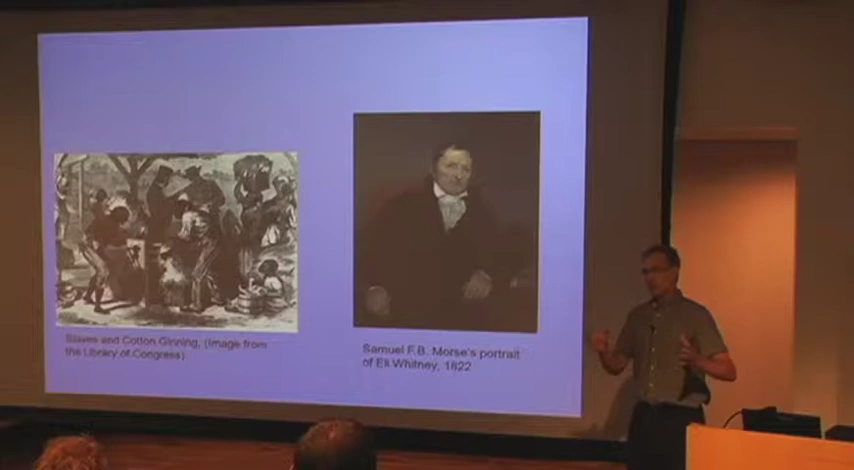 Slaves and Cotton Ginning, (Image from
the Library of Congress)
Samuel F.B. Morse's portrait
of Eli Whitney, 1822